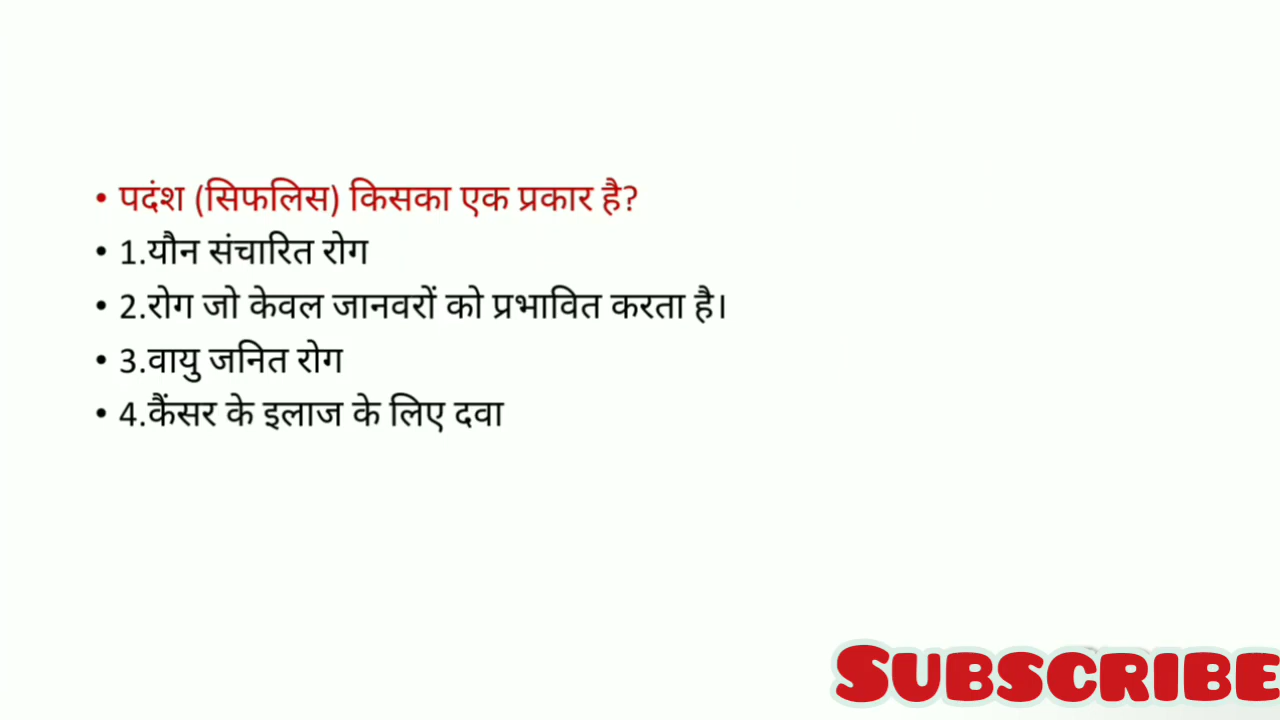 • पदंश (सिफलिस) किसका एक प्रकार है?
• 1.यौन संचारित रोग
• 2.रोग जो केवल जानवरों को प्रभावित करता है।
• 3.वायु जनित रोग
• 4.कैंसर के इलाज के लिए दवा
SUBSCRIBE